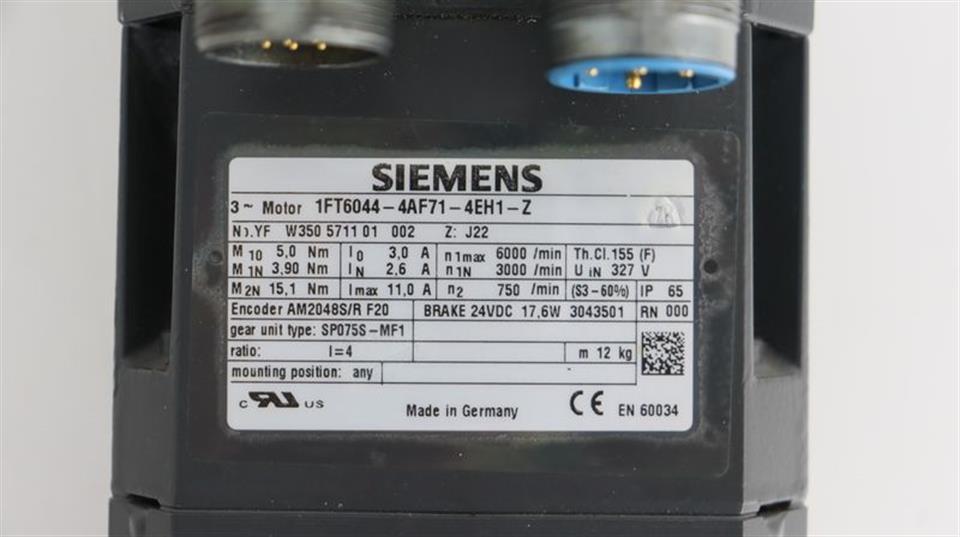 SIEMENS
3 ~ Motor 1FT6044-4AF71-4EH1-Z
No.YF W350 5711 01 002 Z: J22
M10 5,0 Nm I0 3,0 A n1max 6000 /min Th.Cl.155 (F)
M1N 3,90 Nm IN 2,6 A n1N 3000 /min UiN 327 V
M2N 15,1 Nm Imax 11,0 A n2 750 /min (S3-60%) IP 65
Encoder AM2048S/R F20 BRAKE 24VDC 17,6W 3043501 RN 000
gear unit type: SP075S-MF1
ratio: I=4 m 12 kg
mounting position: any
C RU US Made in Germany CE EN 60034